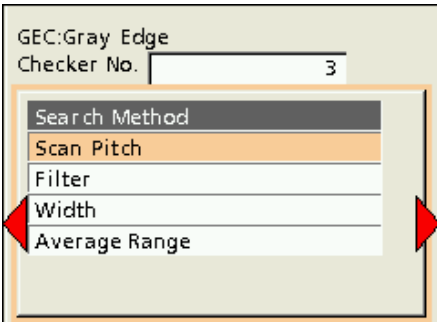 GEC:Gray Edge
Checker No. 3
Search Method
Scan Pitch
Filter
Width
Average Range